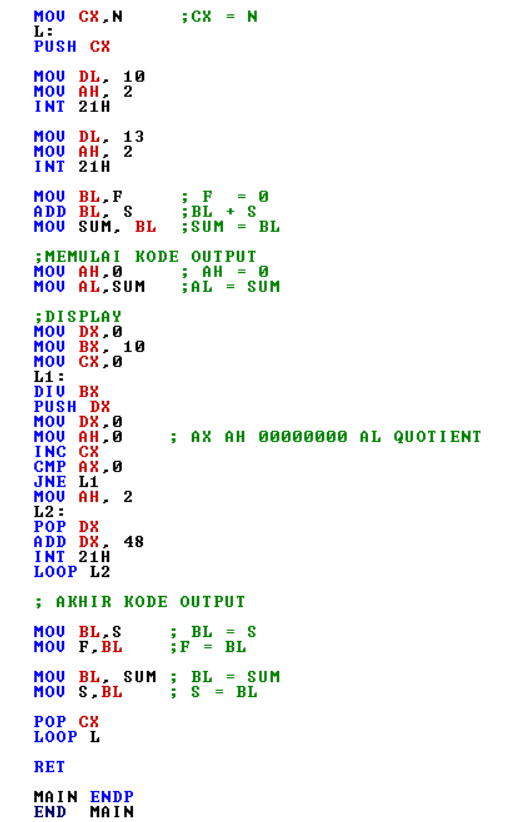 MOV CX,N ;CX = N
L:
PUSH CX
MOV DL, 10
MOV AH, 2
INT 21H
MOV DL, 13
MOV AH, 2
INT 21H
MOV BL,F ; F = 0
ADD BL, S ;BL + S
MOV SUM, BL ;SUM = BL
;MEMULAI KODE OUTPUT
MOV AH,0 ; AH = 0
MOV AL,SUM ;AL = SUM
;DISPLAY
MOV DX,0
MOV BX, 10
MOV CX,0
L1:
DIV BX
PUSH DX
MOV DX,0
MOV AH,0 ; AX AH 00000000 AL QUOTIENT
INC CX
CMP AX,0
JNE L1
MOV AH, 2
L2:
POP DX
ADD DX, 48
INT 21H
LOOP L2
; AKHIR KODE OUTPUT
MOV BL,S ; BL = S
MOV F,BL ;F = BL
MOV BL, SUM ; BL = SUM
MOV S,BL ; S = BL
POP CX
LOOP L
RET
MAIN ENDP
END MAIN